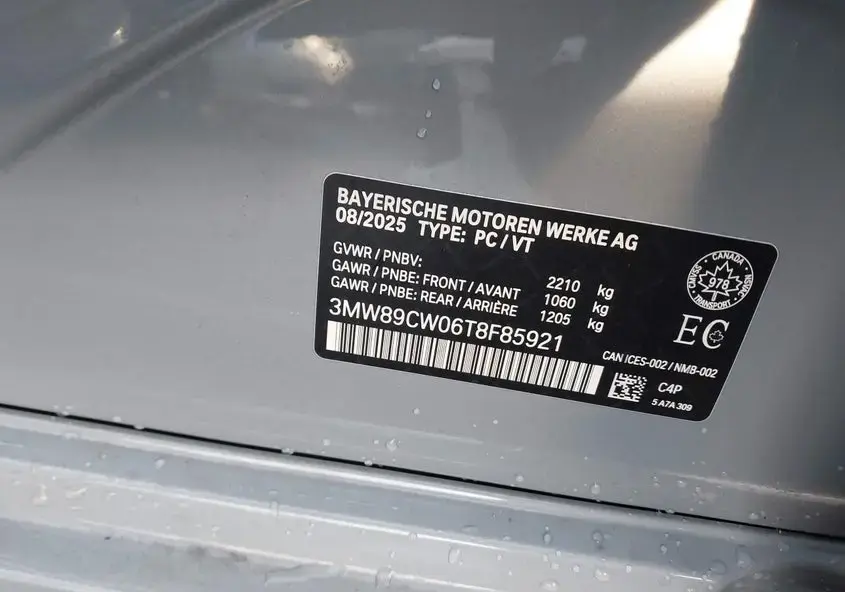 BAYERISCHE MOTOREN WERKE AG
08/2025 TYPE: PC/VT
GVWR / PNBV: 2210 kg
GAWR / PNBE: FRONT / AVANT 1060 kg
GAWR / PNBE: REAR / ARRIÈRE 1205 kg
3MW89CW06T8F85921
CANADA
CMVSS
978
NSVAC
TRANSPORT
EC
CAN ICES-002 / NMB-002
C4P
5 A7A 309